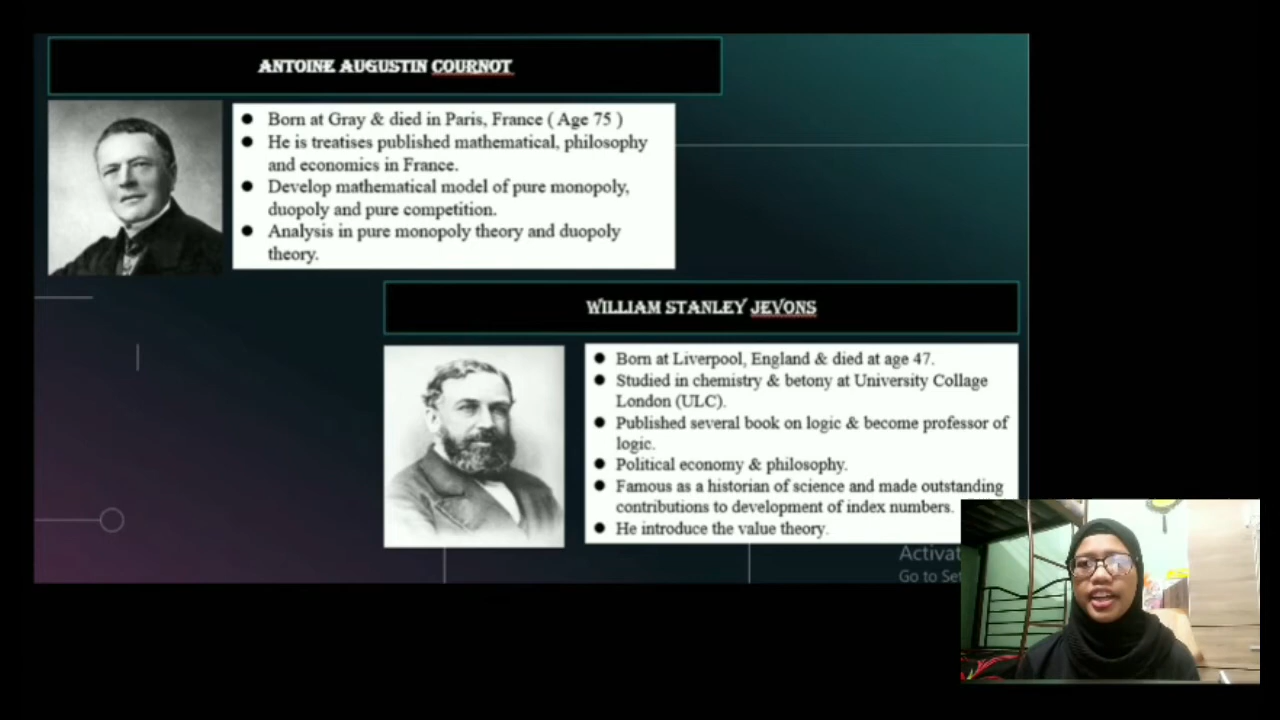 ANTOINE AUGUSTIN COURNOT
● Born at Gray & died in Paris, France ( Age 75 )
● He is treatises published mathematical, philosophy
and economics in France.
● Develop mathematical model of pure monopoly,
duopoly and pure competition.
● Analysis in pure monopoly theory and duopoly
theory.
WILLIAM STANLEY JEVONS
● Born at Liverpool, England & died at age 47.
● Studied in chemistry & betony at University Collage
London (ULC).
● Published several book on logic & become professor of
logic.
● Political economy & philosophy.
● Famous as a historian of science and made outstanding
contributions to development of index numbers.
● He introduce the value theory.
Activat
Go to Set